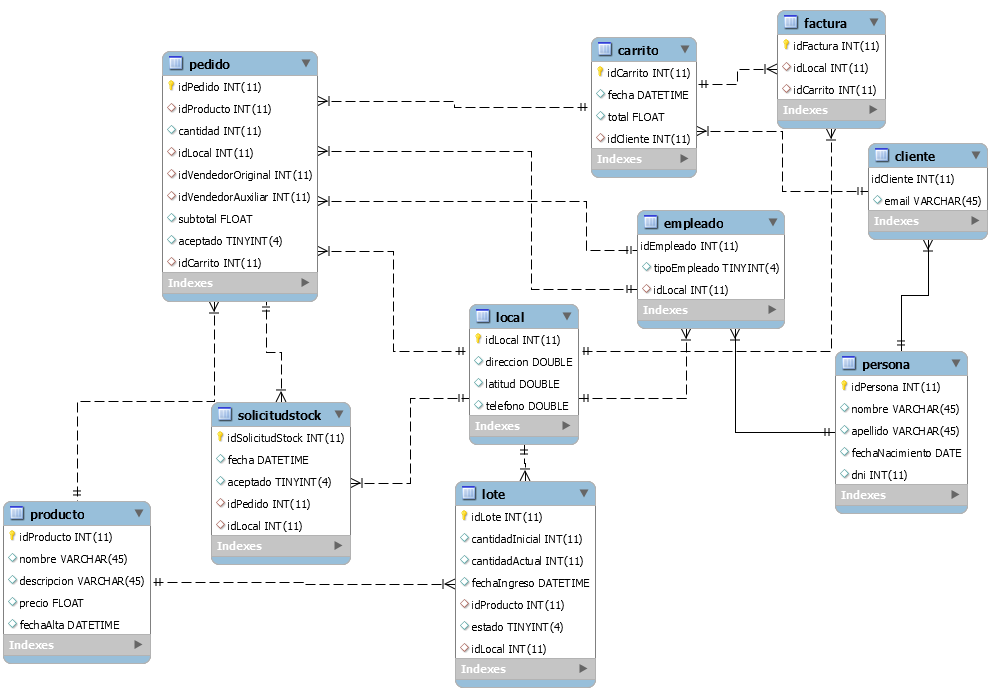 pedido
idPedido INT(11)
idProducto INT(11)
cantidad INT(11)
idLocal INT(11)
idVendedorOriginal INT(11)
idVendedorAuxiliar INT(11)
subtotal FLOAT
aceptado TINYINT(4)
idCarrito INT(11)
Indexes
carrito
idCarrito INT(11)
fecha DATETIME
total FLOAT
idCliente INT(11)
Indexes
factura
idFactura INT(11)
idLocal INT(11)
idCarrito INT(11)
Indexes
cliente
idCliente INT(11)
email VARCHAR(45)
Indexes
empleado
idEmpleado INT(11)
tipoEmpleado TINYINT(4)
idLocal INT(11)
Indexes
local
idLocal INT(11)
direccion DOUBLE
latitud DOUBLE
telefono DOUBLE
Indexes
persona
idPersona INT(11)
nombre VARCHAR(45)
apellido VARCHAR(45)
fechaNacimiento DATE
dni INT(11)
Indexes
solicitudstock
idSolicitudStock INT(11)
fecha DATETIME
aceptado TINYINT(4)
idPedido INT(11)
idLocal INT(11)
Indexes
lote
idLote INT(11)
cantidadInicial INT(11)
cantidadActual INT(11)
fechaIngreso DATETIME
idProducto INT(11)
estado TINYINT(4)
idLocal INT(11)
Indexes
producto
idProducto INT(11)
nombre VARCHAR(45)
descripcion VARCHAR(45)
precio FLOAT
fechaAlta DATETIME
Indexes